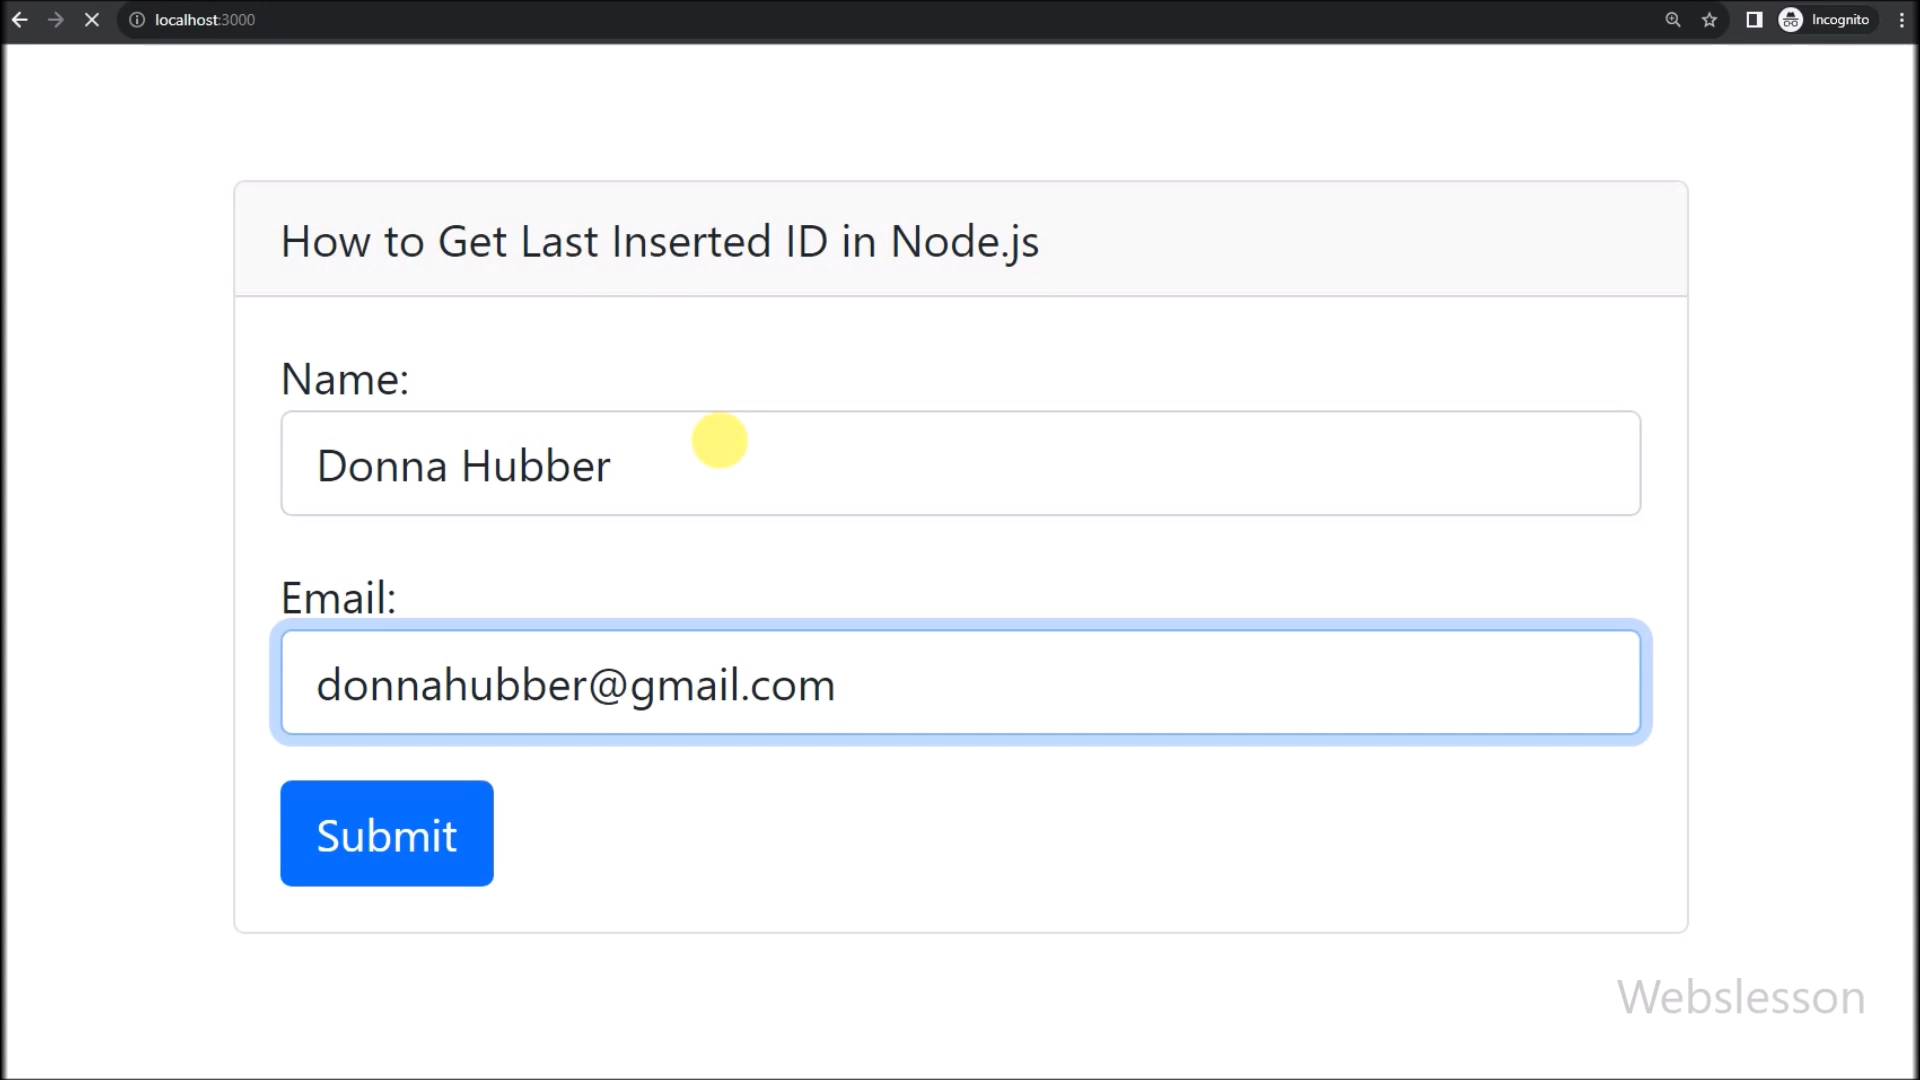 localhost:3000
Incognito
How to Get Last Inserted ID in Node.js
Name:
Donna Hubber
Email:
donnahubber@gmail.com
Submit
Webslesson